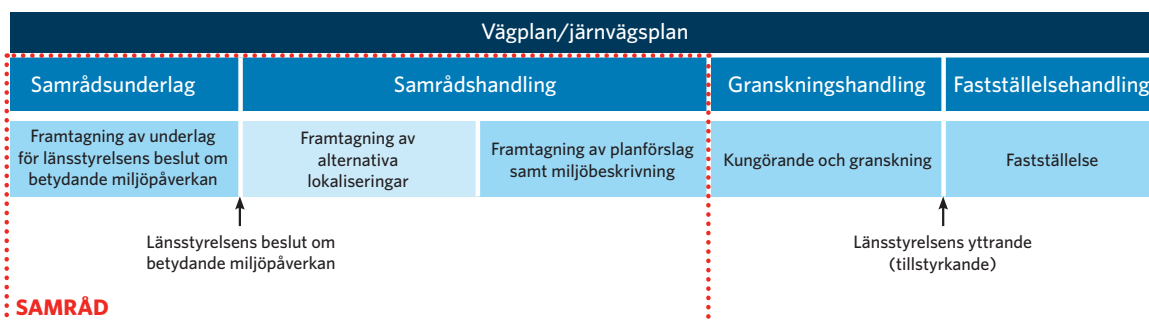 Vägplan/järnvägsplan
Samrådsunderlag
Samrådshandling
Granskningshandling
Fastställelsehandling
Framtagning av underlag
för länsstyrelsens beslut om
betydande miljöpåverkan
Framtagning av
alternativa
lokaliseringar
Framtagning av planförslag
samt miljöbeskrivning
Kungörande och granskning
Fastställelse
Länsstyrelsens beslut om
betydande miljöpåverkan
Länsstyrelsens yttrande
(tillstyrkande)
SAMRÅD